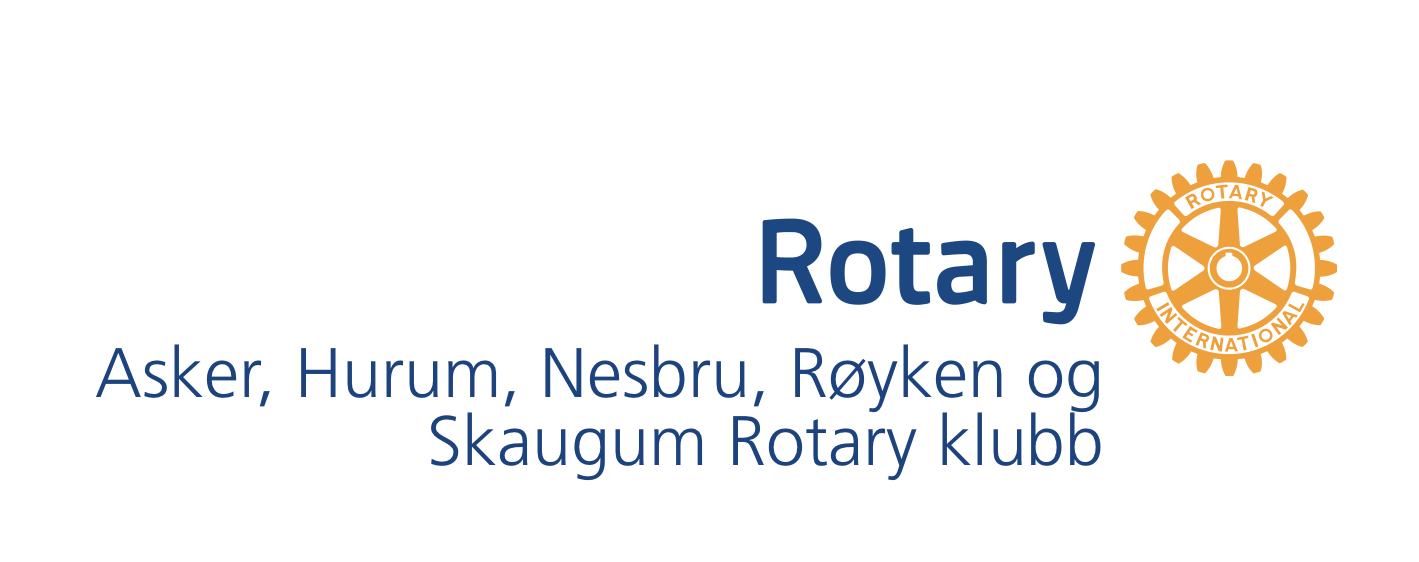 Rotary
ROTARY
INTERNATIONAL
Asker, Hurum, Nesbru, Røyken og
Skaugum Rotary klubb